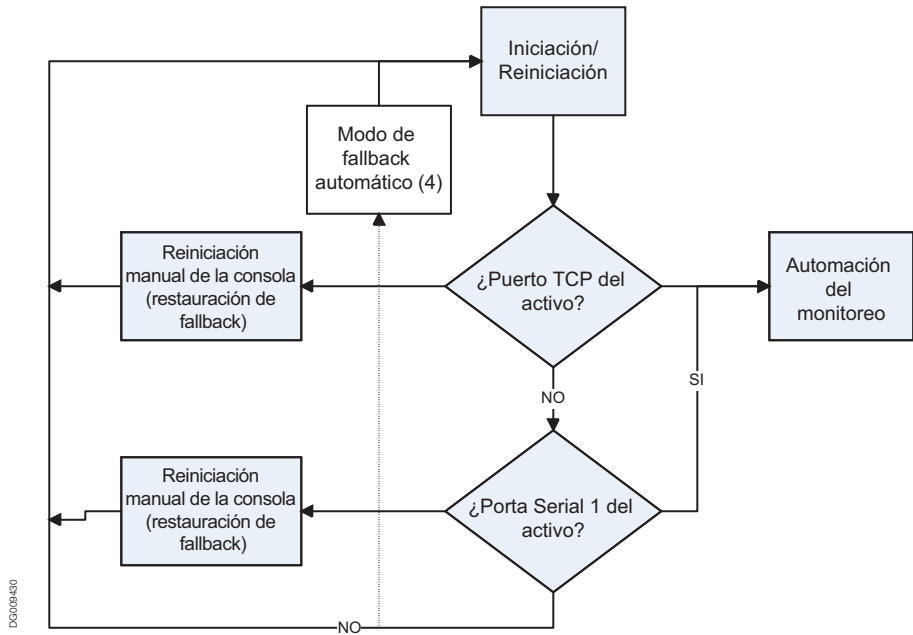 Iniciación/
Reiniciación
Modo de
fallback
automático (4)
Reiniciación
manual de la consola
(restauración de
fallback)
¿Puerto TCP del
activo?
Automación
del
monitoreo
SI
NO
Reiniciación
manual de la consola
(restauración de
fallback)
¿Porta Serial 1 del
activo?
NO
DG009430